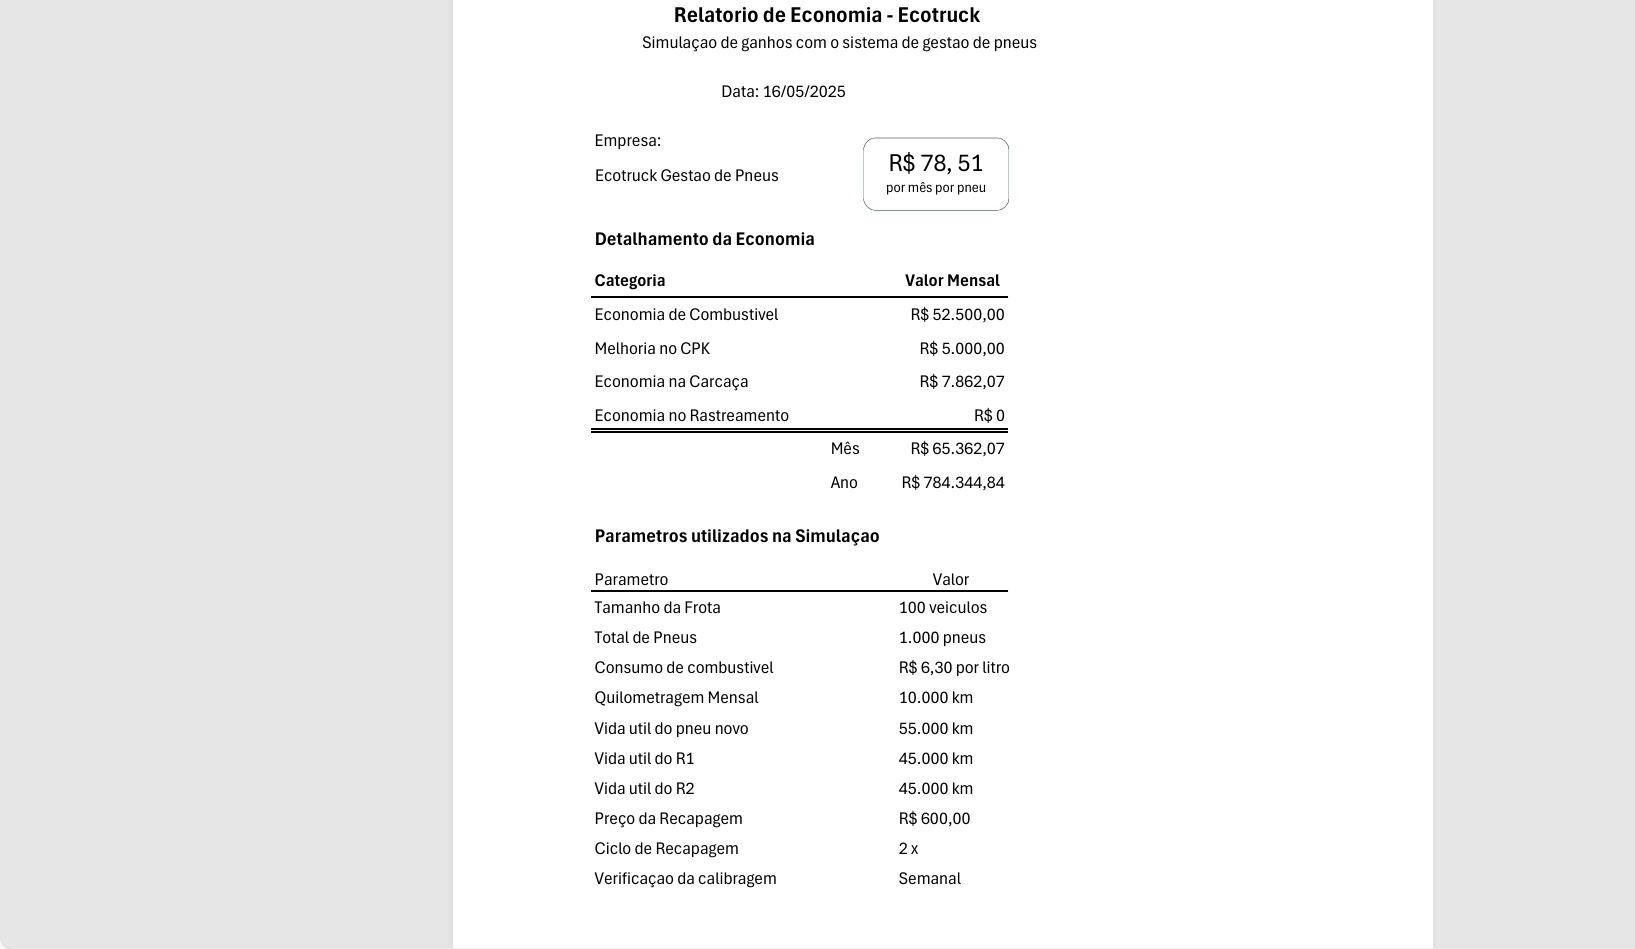 Relatorio de Economia - Ecotruck
Simulaçao de ganhos com o sistema de gestao de pneus
Data: 16/05/2025
Empresa:
Ecotruck Gestao de Pneus
R$ 78, 51
por mês por pneu
Detalhamento da Economia
Categoria Valor Mensal
Economia de Combustivel R$ 52.500,00
Melhoria no CPK R$ 5.000,00
Economia na Carcaça R$ 7.862,07
Economia no Rastreamento R$ 0
Mês R$ 65.362,07
Ano R$ 784.344,84
Parametros utilizados na Simulaçao
Parametro Valor
Tamanho da Frota 100 veiculos
Total de Pneus 1.000 pneus
Consumo de combustivel R$ 6,30 por litro
Quilometragem Mensal 10.000 km
Vida util do pneu novo 55.000 km
Vida util do R1 45.000 km
Vida util do R2 45.000 km
Preço da Recapagem R$ 600,00
Ciclo de Recapagem 2 x
Verificaçao da calibragem Semanal